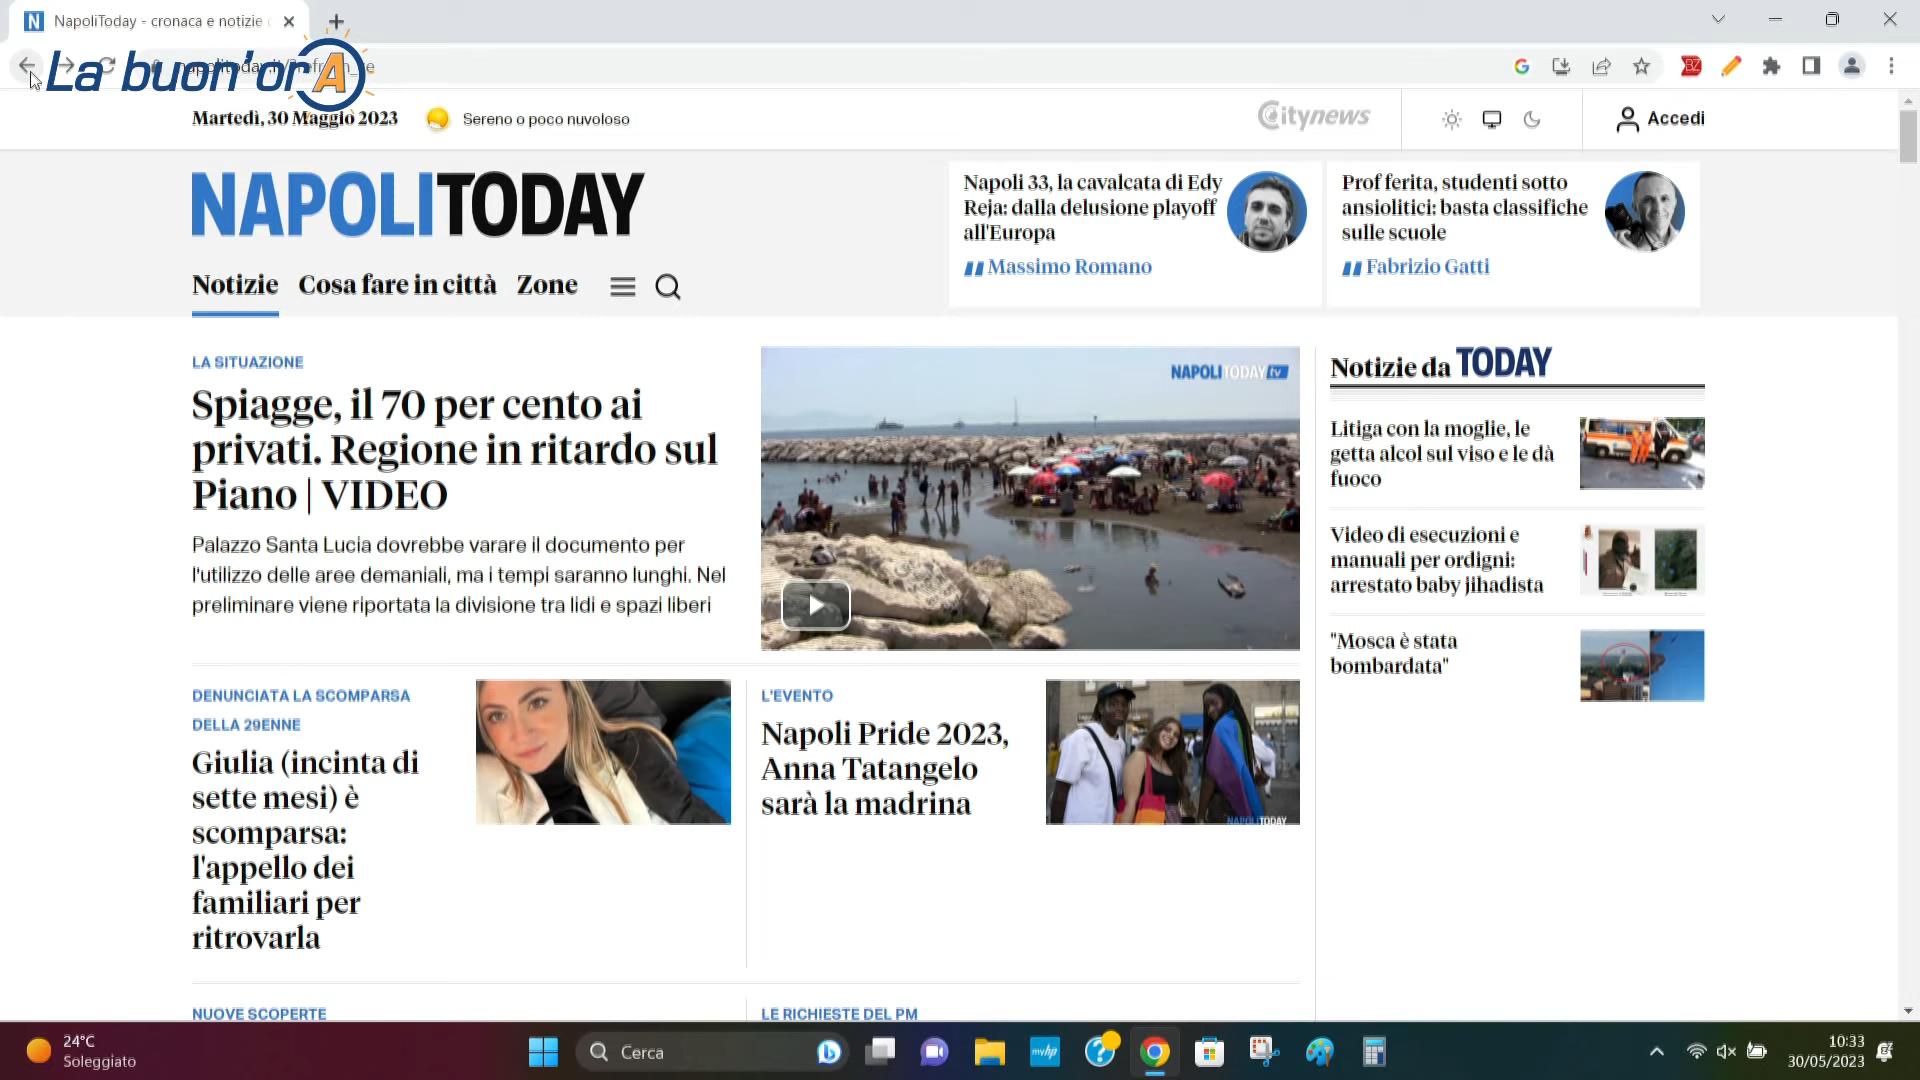 NapoliToday - cronaca e notizie
La buon'orA
Martedì, 30 Maggio 2023
Sereno o poco nuvoloso
Citynews
Accedi
NAPOLITODAY
Notizie
Cosa fare in città
Zone
Napoli 33, la cavalcata di Edy
Reja: dalla delusione playoff
all'Europa
Massimo Romano
Prof ferita, studenti sotto
ansiolitici: basta classifiche
sulle scuole
Fabrizio Gatti
LA SITUAZIONE
Spiagge, il 70 per cento ai
privati. Regione in ritardo sul
Piano | VIDEO
Palazzo Santa Lucia dovrebbe varare il documento per
l'utilizzo delle aree demaniali, ma i tempi saranno lunghi. Nel
preliminare viene riportata la divisione tra lidi e spazi liberi
NAPOLITODAY tv
Notizie da TODAY
Litiga con la moglie, le
getta alcol sul viso e le dà
fuoco
Video di esecuzioni e
manuali per ordigni:
arrestato baby jihadista
"Mosca è stata
bombardata"
DENUNCIATA LA SCOMPARSA
DELLA 29ENNE
Giulia (incinta di
sette mesi) è
scomparsa:
l'appello dei
familiari per
ritrovarla
L'EVENTO
Napoli Pride 2023,
Anna Tatangelo
sarà la madrina
NAPOLITODAY
NUOVE SCOPERTE
LE RICHIESTE DEL PM
24°C
Soleggiato
Cerca
myhp
10:33
30/05/2023